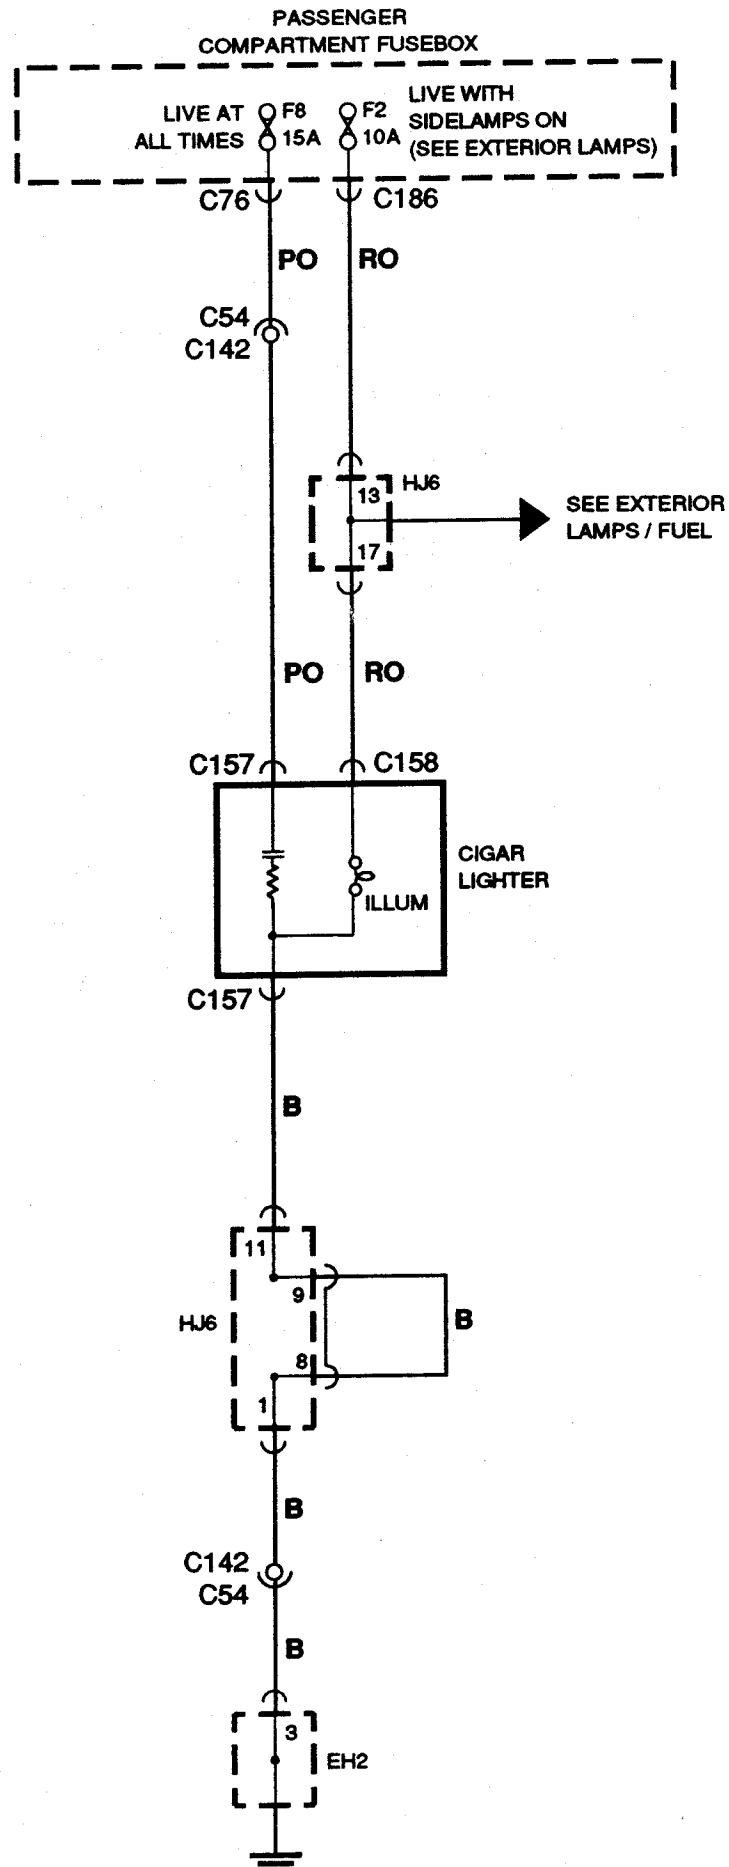 PASSENGER
COMPARTMENT FUSEBOX
LIVE AT
ALL TIMES
F8
15A
F2
10A
LIVE WITH
SIDELAMPS ON
(SEE EXTERIOR LAMPS)
C76
C186
PO
RO
C54
C142
HJ6
13
17
SEE EXTERIOR
LAMPS / FUEL
PO
RO
C157
C158
CIGAR
LIGHTER
ILLUM
C157
B
11
9
HJ6
B
8
1
B
C142
C54
B
3
EH2